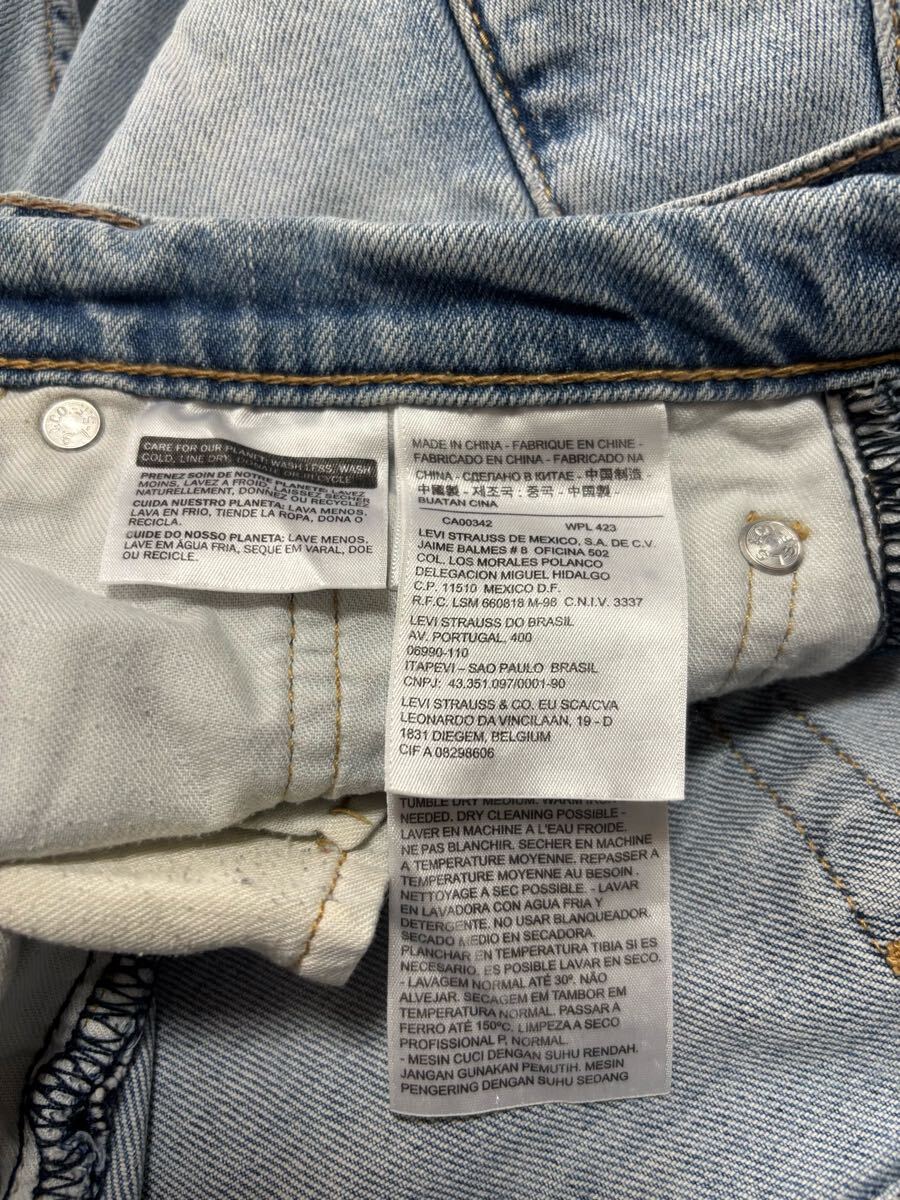 CARE FOR OUR PLANET: WASH LESS, WASH
COLD, LINE DRY, DONATE OR RECYCLE
PRENEZ SOIN DE NOTRE PLANETE: LAVEZ
MOINS, LAVEZ A FROID, LAISSEZ SÉCHER
NATURELLEMENT, DONNEZ OU RECYCLEZ
CUIDA NUESTRO PLANETA: LAVA MENOS,
LAVA EN FRIO, TIENDE LA ROPA, DONA O
RECICLA.
CUIDE DO NOSSO PLANETA: LAVE MENOS,
LAVE EM ÁGUA FRIA, SEQUE EM VARAL, DOE
OU RECICLE.
MADE IN CHINA - FABRIQUE EN CHINE -
FABRICADO EN CHINA - FABRICADO NA
CHINA - СДЕЛАНО В КИТАЕ - 中国制造
中國製 - 제조국 : 중국 - 中国製
BUATAN CINA
CA00342 WPL 423
LEVI STRAUSS DE MEXICO, S.A. DE C.V.
JAIME BALMES # 8 OFICINA 502
COL. LOS MORALES POLANCO
DELEGACION MIGUEL HIDALGO
C.P. 11510 MEXICO D.F.
R.F.C. LSM 660818 M-98 C.N.I.V. 3337
LEVI STRAUSS DO BRASIL
AV. PORTUGAL, 400
06990-110
ITAPEVI – SAO PAULO BRASIL
CNPJ: 43.351.097/0001-90
LEVI STRAUSS & CO. EU SCA/CVA
LEONARDO DA VINCILAAN, 19 - D
1831 DIEGEM, BELGIUM
CIF A 08298606
TUMBLE DRY MEDIUM. WARM
NEEDED. DRY CLEANING POSSIBLE -
LAVER EN MACHINE A L'EAU FROIDE.
NE PAS BLANCHIR. SECHER EN MACHINE
A TEMPERATURE MOYENNE. REPASSER A
TEMPERATURE MOYENNE AU BESOIN.
NETTOYAGE A SEC POSSIBLE. - LAVAR
EN LAVADORA CON AGUA FRIA Y
DETERGENTE. NO USAR BLANQUEADOR.
SECADO MEDIO EN SECADORA.
PLANCHAR EN TEMPERATURA TIBIA SI ES
NECESARIO. ES POSIBLE LAVAR EN SECO.
- LAVAGEM NORMAL ATÉ 30º. NÃO
ALVEJAR. SECAGEM EM TAMBOR EM
TEMPERATURA NORMAL. PASSAR A
FERRO ATÉ 150ºC. LIMPEZA A SECO
PROFISSIONAL P, NORMAL.
- MESIN CUCI DENGAN SUHU RENDAH.
JANGAN GUNAKAN PEMUTIH. MESIN
PENGERING DENGAN SUHU SEDANG